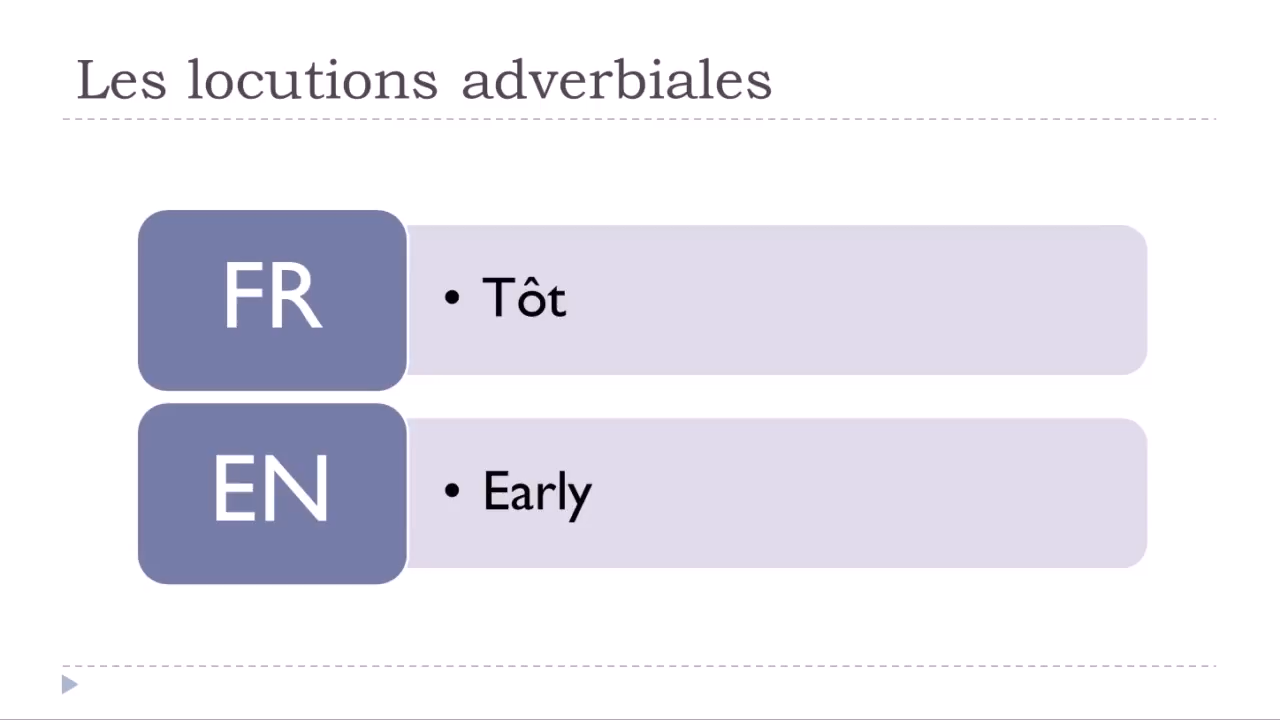 Les locutions adverbiales
FR
• Tôt
EN
• Early